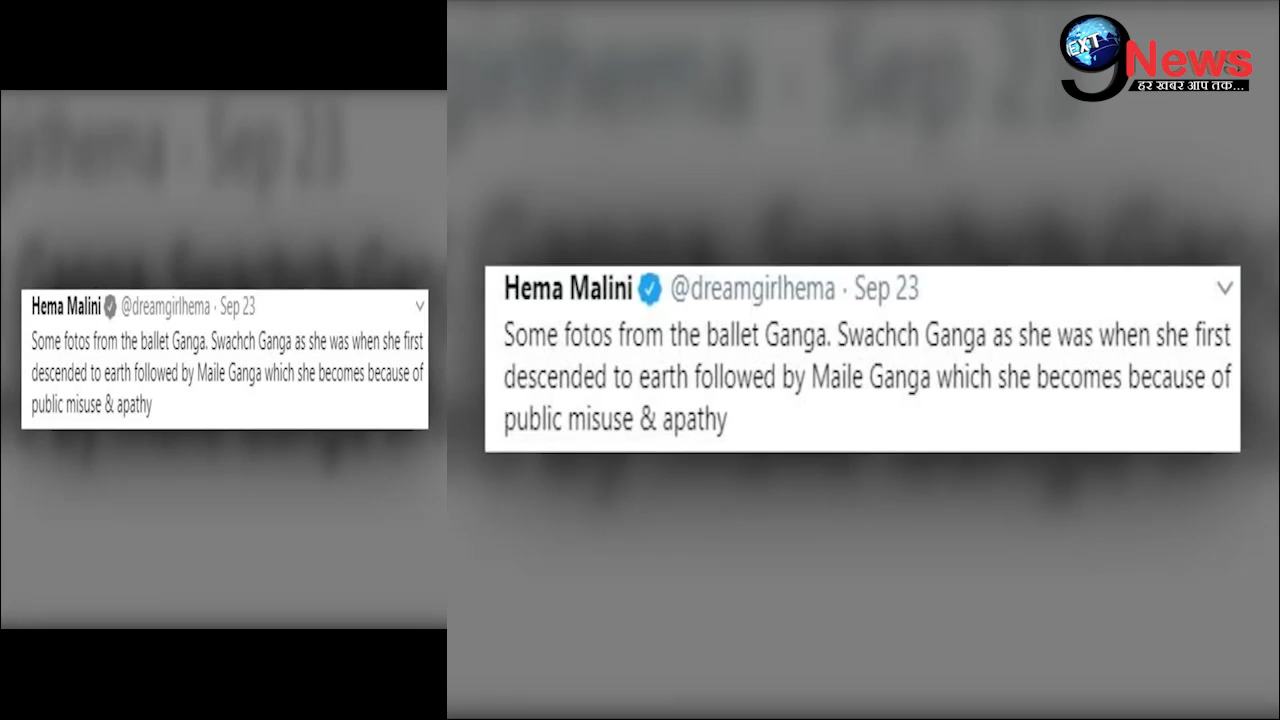 EXT
9 News
हर खबर आप तक...
Hema Malini @dreamgirlhema · Sep 23
Some fotos from the ballet Ganga. Swachch Ganga as she was when she first
descended to earth followed by Maile Ganga which she becomes because of
public misuse & apathy
Hema Malini @dreamgirlhema · Sep 23
Some fotos from the ballet Ganga. Swachch Ganga as she was when she first
descended to earth followed by Maile Ganga which she becomes because of
public misuse & apathy